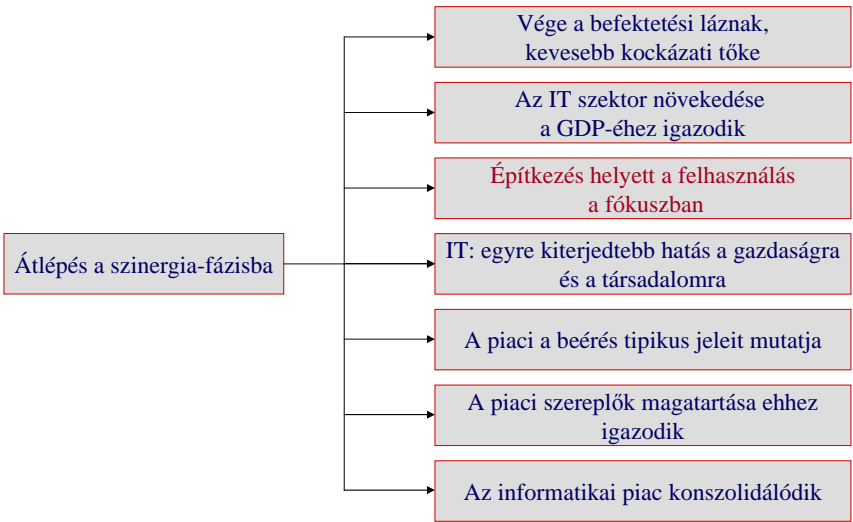 Vége a befektetési láznak,
kevesebb kockázati tőke
Az IT szektor növekedése
a GDP-éhez igazodik
Építkezés helyett a felhasználás
a fókuszban
Átlépés a szinergia-fázisba
IT: egyre kiterjedtebb hatás a gazdaságra
és a társadalomra
A piaci a beérés tipikus jeleit mutatja
A piaci szereplők magatartása ehhez
igazodik
Az informatikai piac konszolidálódik